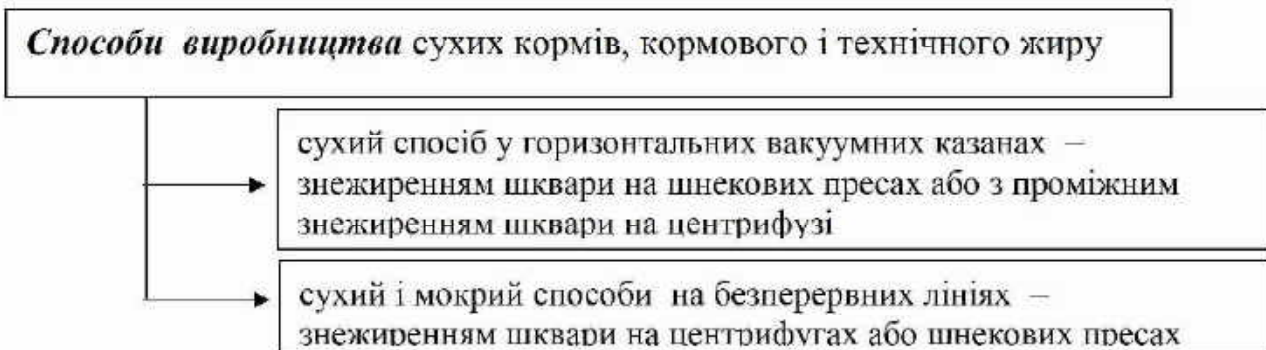 Способи виробництва сухих кормів, кормового і технічного жиру
сухий спосіб у горизонтальних вакуумних казанах –
знежиренням шквари на шнекових пресах або з проміжним
знежиренням шквари на центрифузі
сухий і мокрий способи на безперервних лініях –
знежиренням шквари на центрифугах або шнекових пресах